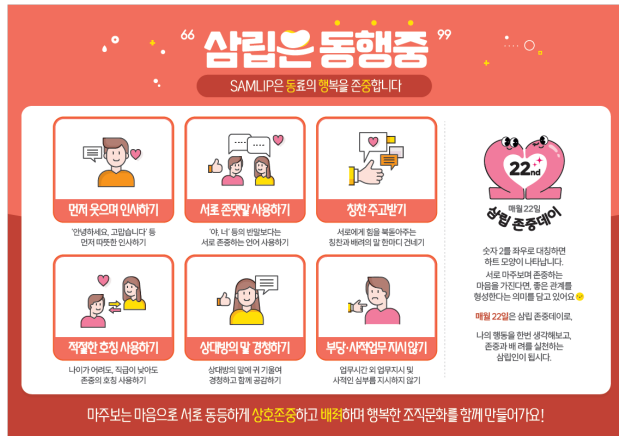 “ 삼립은 동행중 ”
SAMLIP은 동료의 행복을 존중합니다
먼저 웃으며 인사하기
'안녕하세요, 고맙습니다' 등
먼저 따뜻한 인사하기
서로 존댓말 사용하기
'야, 너' 등의 반말보다는
서로 존중하는 언어 사용하기
칭찬 주고받기
서로에게 힘을 북돋아주는
칭찬과 배려의 말 한마디 건네기
적절한 호칭 사용하기
나이가 어려도, 직급이 낮아도
존중의 호칭 사용하기
상대방의 말 경청하기
상대방의 말에 귀 기울여
경청하고 함께 공감하기
부당·사적업무 지시 않기
업무시간 외 업무지시 및
사적인 심부름 지시하지 않기
22nd
매월 22일
삼립 존중데이
숫자 2를 좌우로 대칭하면
하트 모양이 나타납니다.
서로 마주보며 존중하는
마음을 가진다면, 좋은 관계를
형성한다는 의미를 담고 있어요
매월 22일은 삼립 존중데이로,
나의 행동을 한번 생각해보고,
존중과 배 려를 실천하는
삼립인이 됩시다.
마주보는 마음으로 서로 동등하게 상호존중하고 배려하며 행복한 조직문화를 함께 만들어가요!